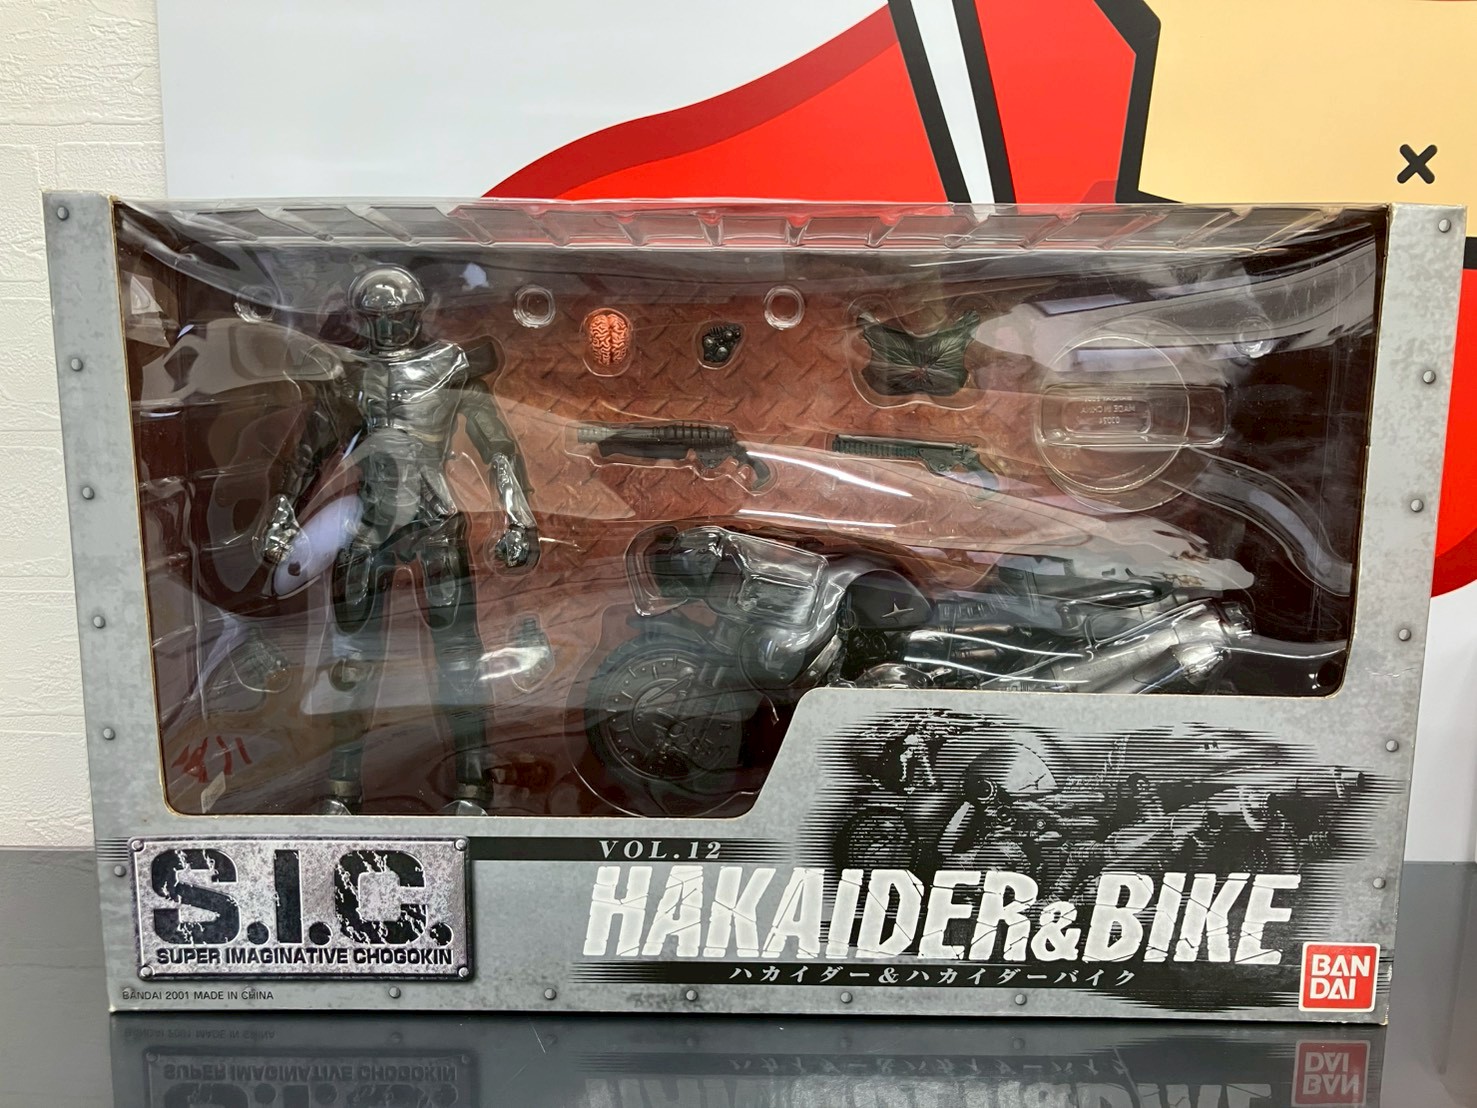 VOL.12
S.I.C.
SUPER IMAGINATIVE CHOGOKIN
HAKAIDER&BIKE
ハカイダー&ハカイダーバイク
BAN
DAI
BANDAI 2001 MADE IN CHINA